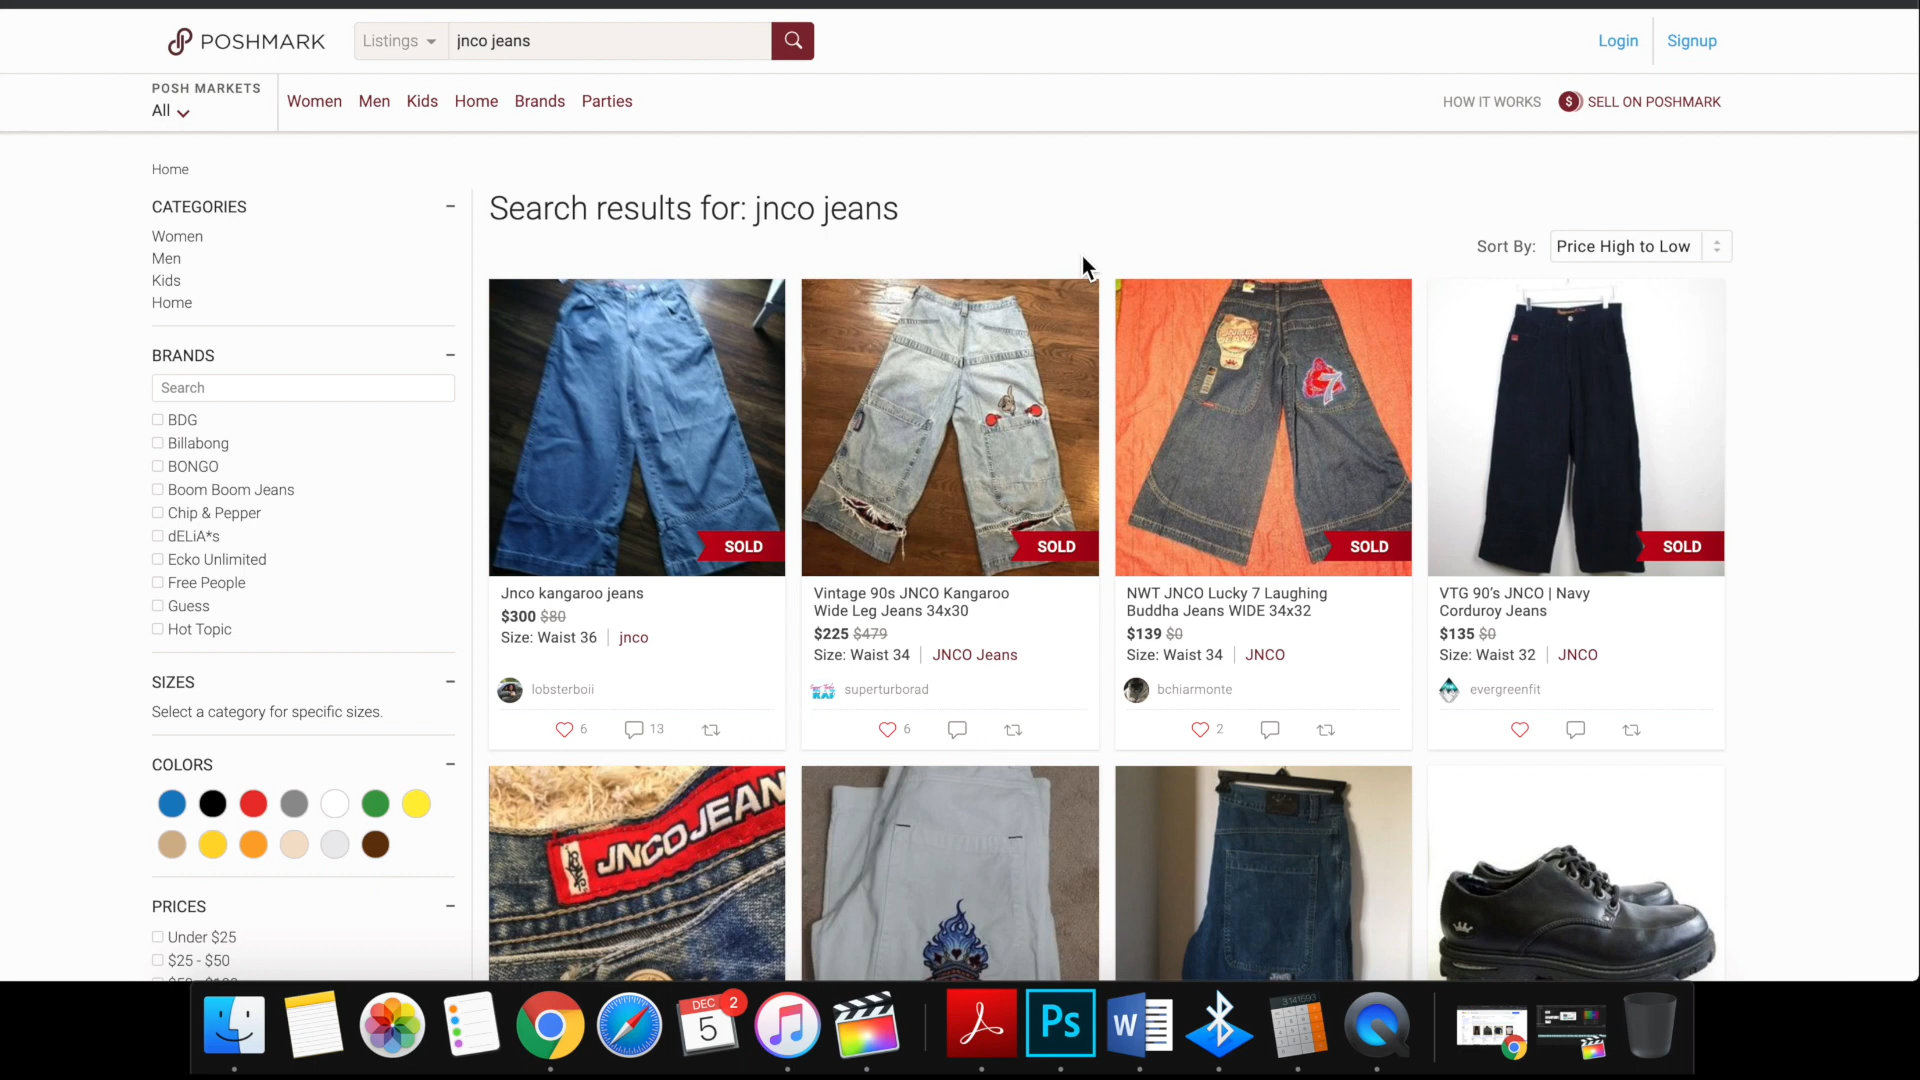 POSHMARK
Listings
jnco jeans
Login
Signup
POSH MARKETS
All
Women
Men
Kids
Home
Brands
Parties
HOW IT WORKS
$ SELL ON POSHMARK
Home
CATEGORIES
Women
Men
Kids
Home
BRANDS
Search
BDG
Billabong
BONGO
Boom Boom Jeans
Chip & Pepper
dELiA*s
Ecko Unlimited
Free People
Guess
Hot Topic
SIZES
Select a category for specific sizes.
COLORS
PRICES
Under $25
$25 - $50
Search results for: jnco jeans
Sort By: Price High to Low
SOLD
Jnco kangaroo jeans
$300 $80
Size: Waist 36 | jnco
lobsterboii
6
13
SOLD
Vintage 90s JNCO Kangaroo
Wide Leg Jeans 34x30
$225 $479
Size: Waist 34 | JNCO Jeans
superturborad
6
7
SOLD
NWT JNCO Lucky 7 Laughing
Buddha Jeans WIDE 34x32
$139 $0
Size: Waist 34 | JNCO
bchiarmonte
2
SOLD
VTG 90's JNCO | Navy
Corduroy Jeans
$135 $0
Size: Waist 32 | JNCO
evergreenfit
JNCO JEAN
DEC
2
5
Ps
W
3.141593